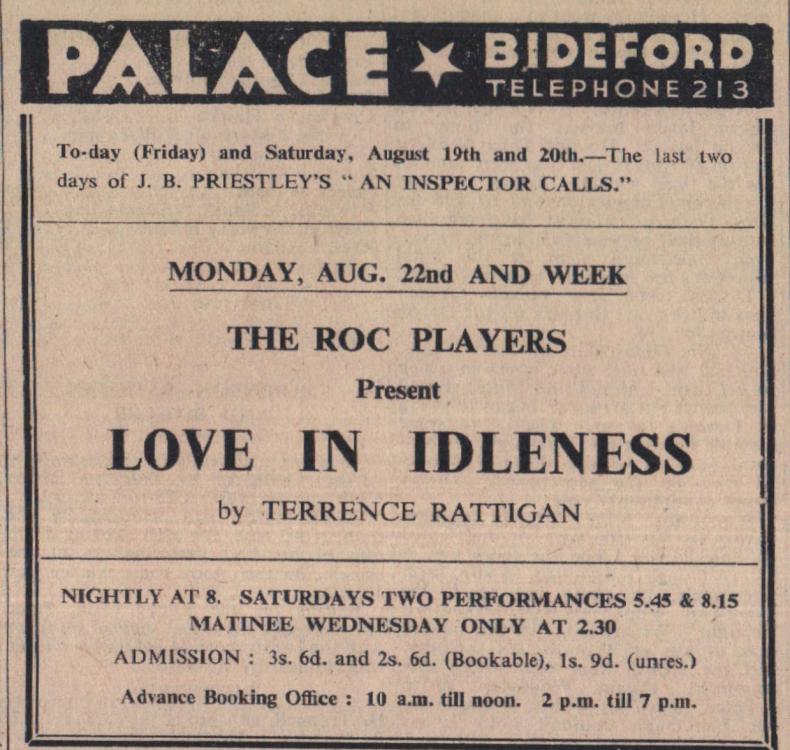 PALACE ★ BIDEFORD
TELEPHONE 213
To-day (Friday) and Saturday, August 19th and 20th.—The last two
days of J. B. PRIESTLEY'S “ AN INSPECTOR CALLS.”
MONDAY, AUG. 22nd AND WEEK
THE ROC PLAYERS
Present
LOVE IN IDLENESS
by TERRENCE RATTIGAN
NIGHTLY AT 8. SATURDAYS TWO PERFORMANCES 5.45 & 8.15
MATINEE WEDNESDAY ONLY AT 2.30
ADMISSION : 3s. 6d. and 2s. 6d. (Bookable), 1s. 9d. (unres.)
Advance Booking Office : 10 a.m. till noon. 2 p.m. till 7 p.m.